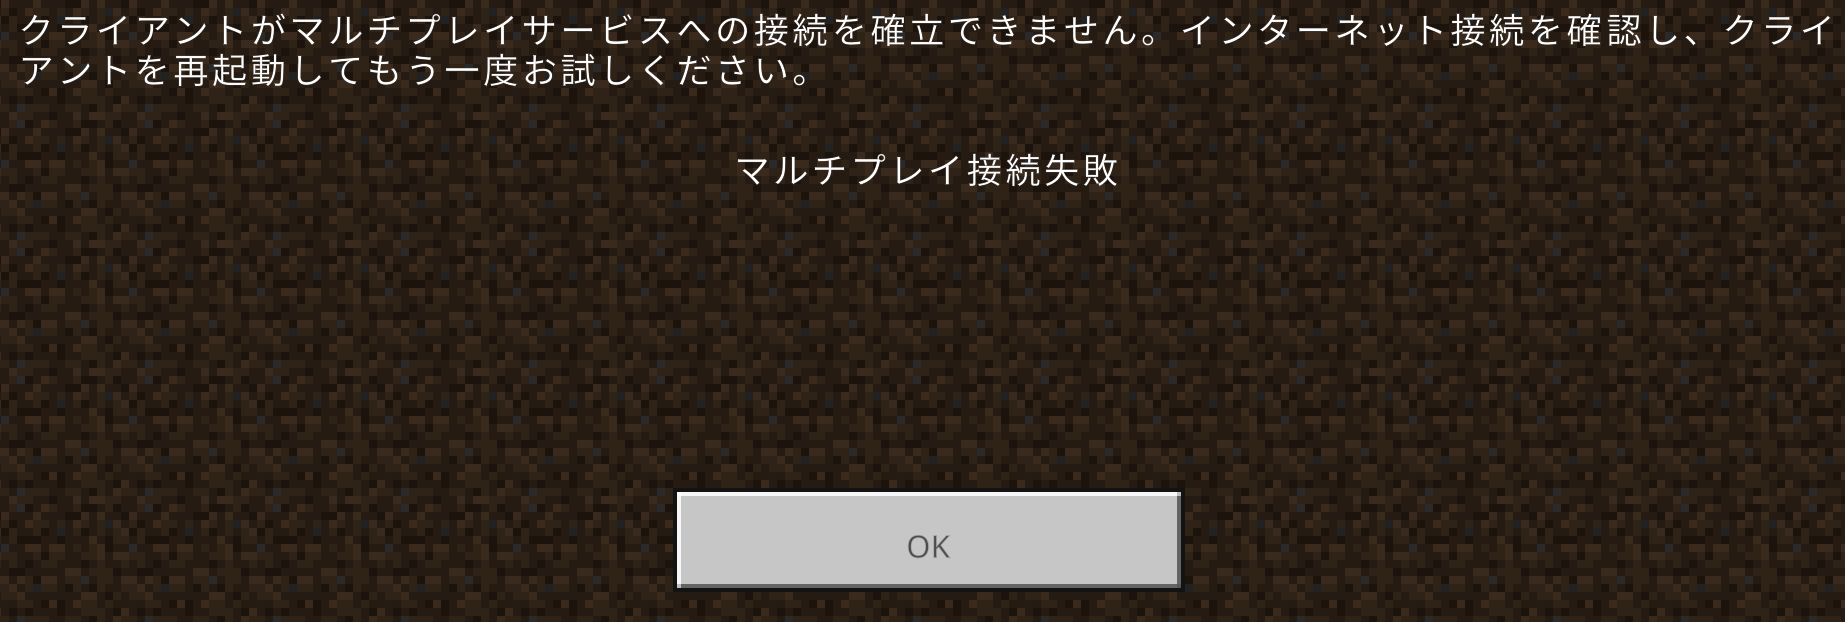 クライアントがマルチプレイサービスへの接続を確立できません。インターネット接続を確認し、クライ
アントを再起動してもう一度お試しください。
マルチプレイ接続失敗
OK